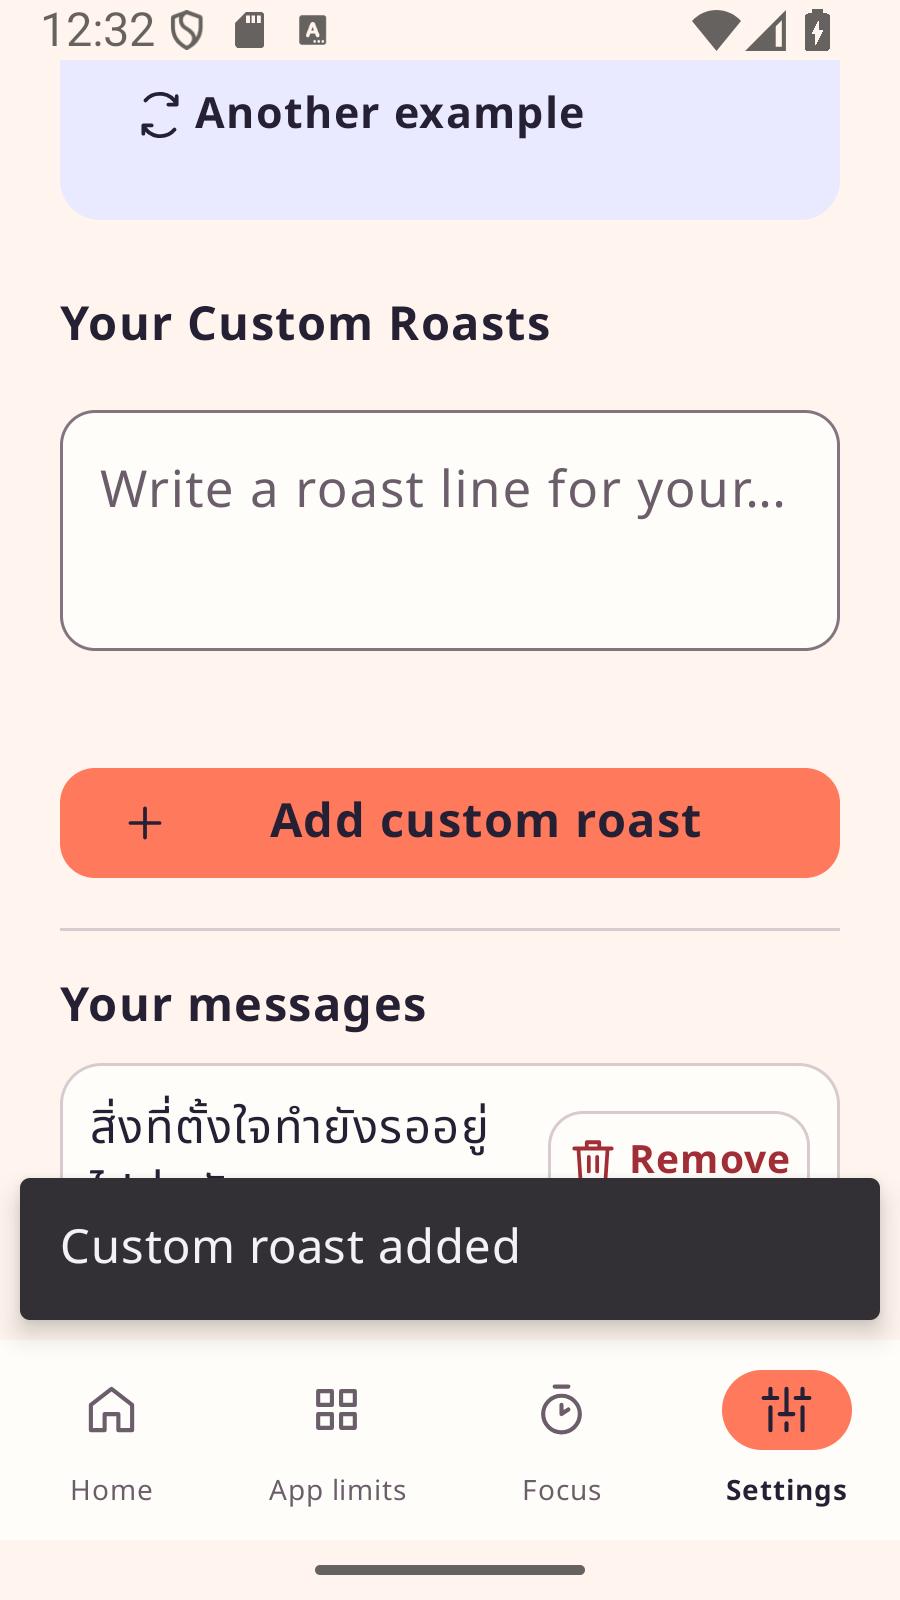 12:32
Another example
Your Custom Roasts
Write a roast line for your...
Add custom roast
Your messages
สิ่งที่ตั้งใจทำยังรออยู่
Remove
Custom roast added
Home
App limits
Focus
Settings